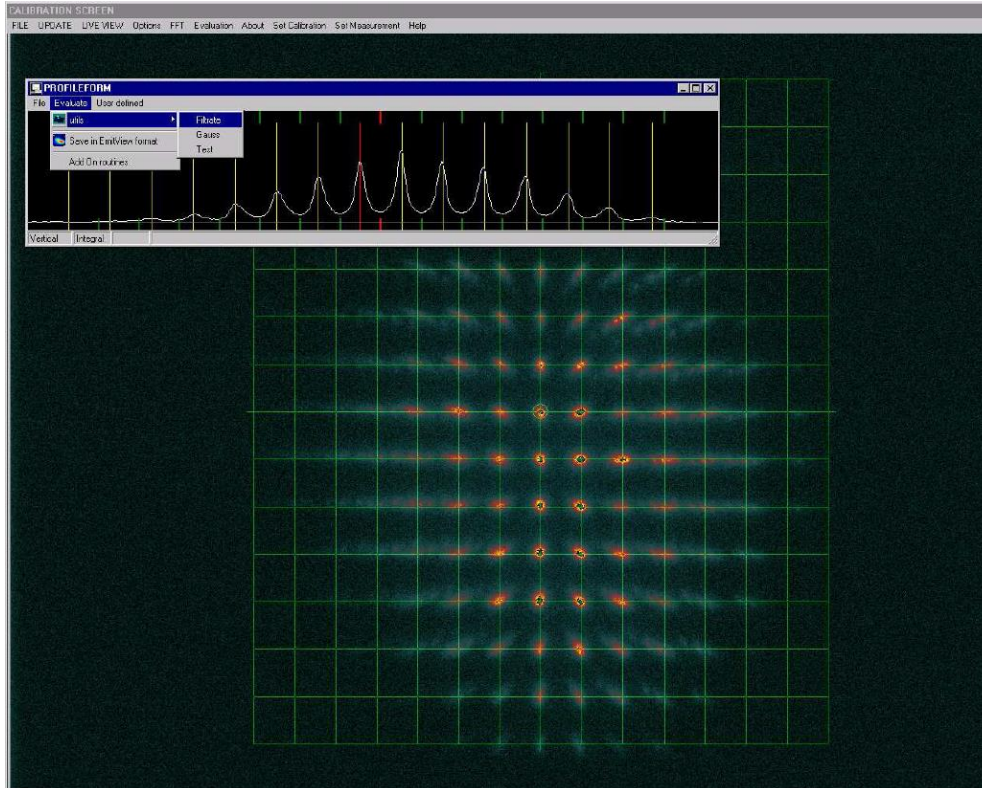 CALIBRATION SCREEN
FILE UPDATE LIVE VIEW Options FFT Evaluation About Set Calibration Set Measurement Help
PROFILEFORM
File Evaluate User defined
utils
Filtrate
Gauss
Save in EmitView format
Test
Add On routines
Vertical Integral